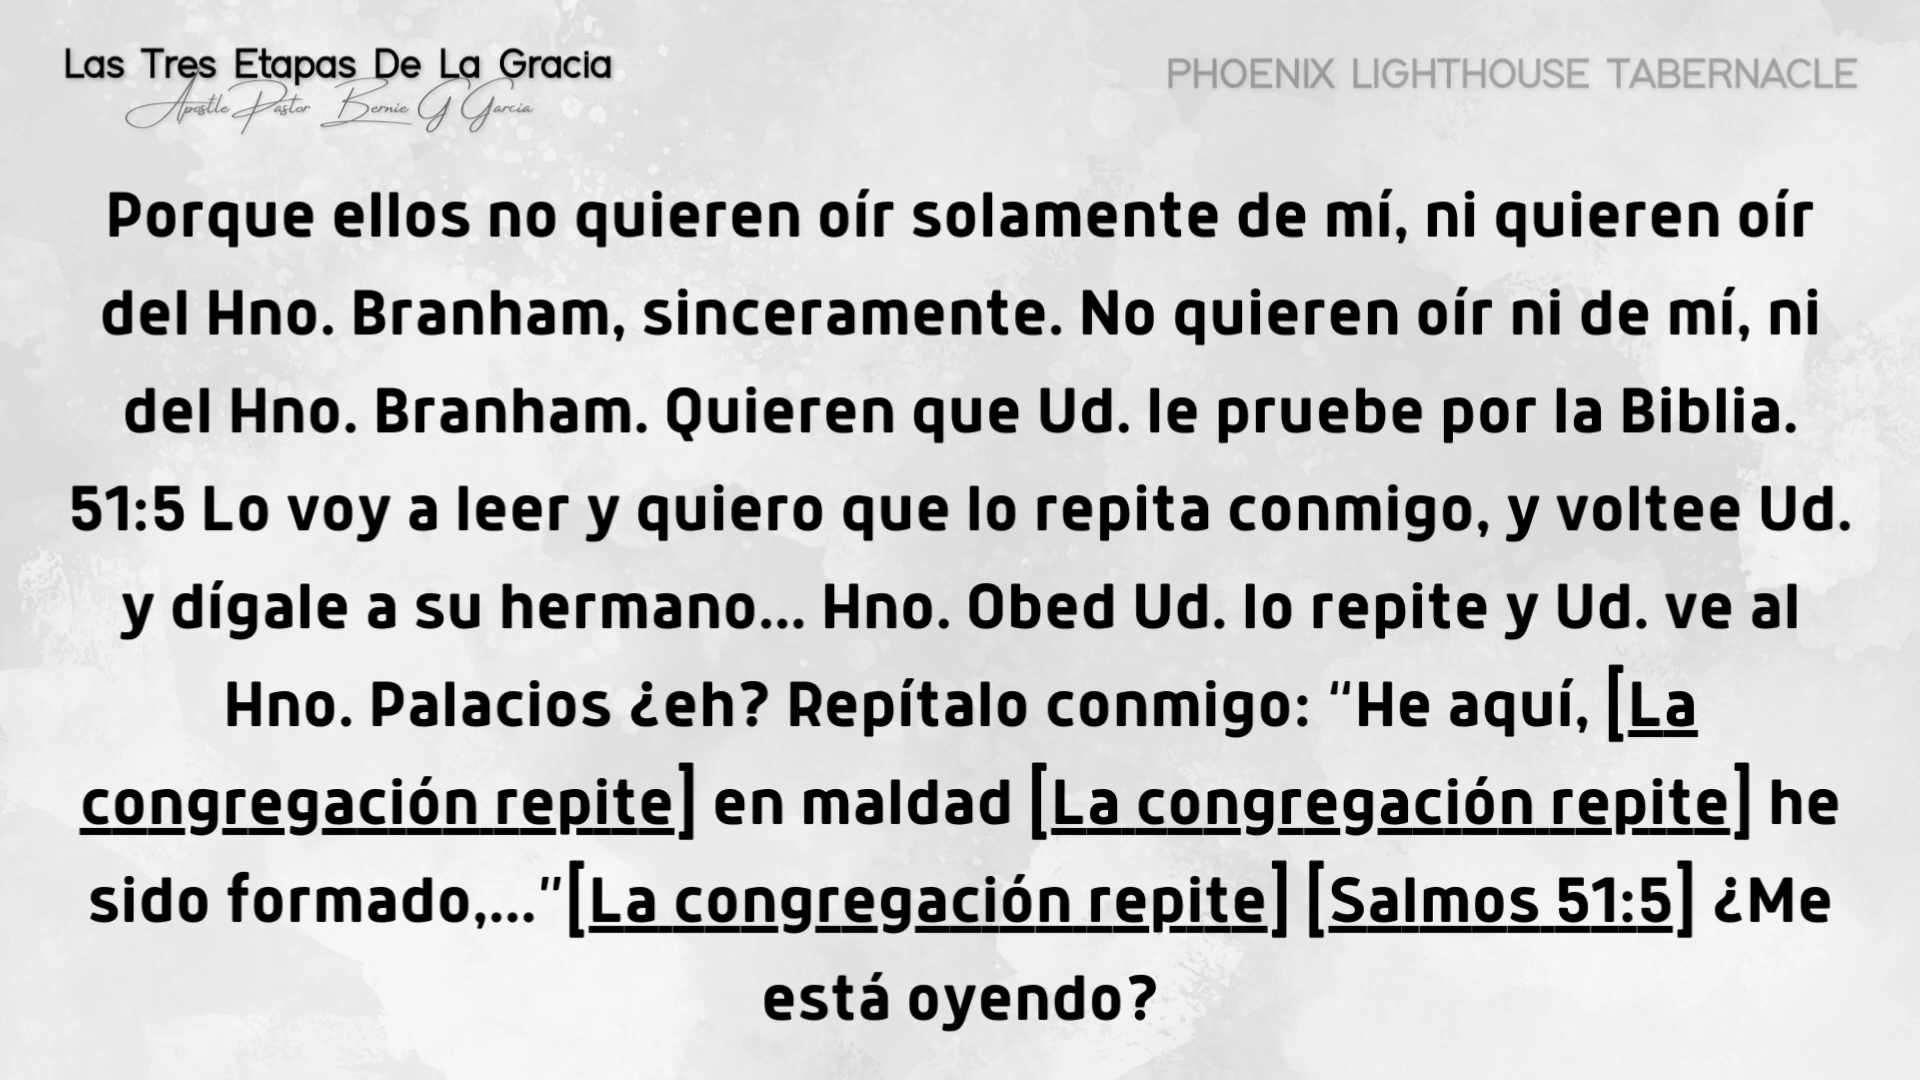 Las Tres Etapas De La Gracia
Apostle Pastor Bernie G Garcia
PHOENIX LIGHTHOUSE TABERNACLE
Porque ellos no quieren oír solamente de mí, ni quieren oír
del Hno. Branham, sinceramente. No quieren oír ni de mí, ni
del Hno. Branham. Quieren que Ud. le pruebe por la Biblia.
51:5 Lo voy a leer y quiero que lo repita conmigo, y voltee Ud.
y dígale a su hermano... Hno. Obed Ud. lo repite y Ud. ve al
Hno. Palacios ¿eh? Repítalo conmigo: “He aquí, [La
congregación repite] en maldad [La congregación repite] he
sido formado,...”[La congregación repite] [Salmos 51:5] ¿Me
está oyendo?